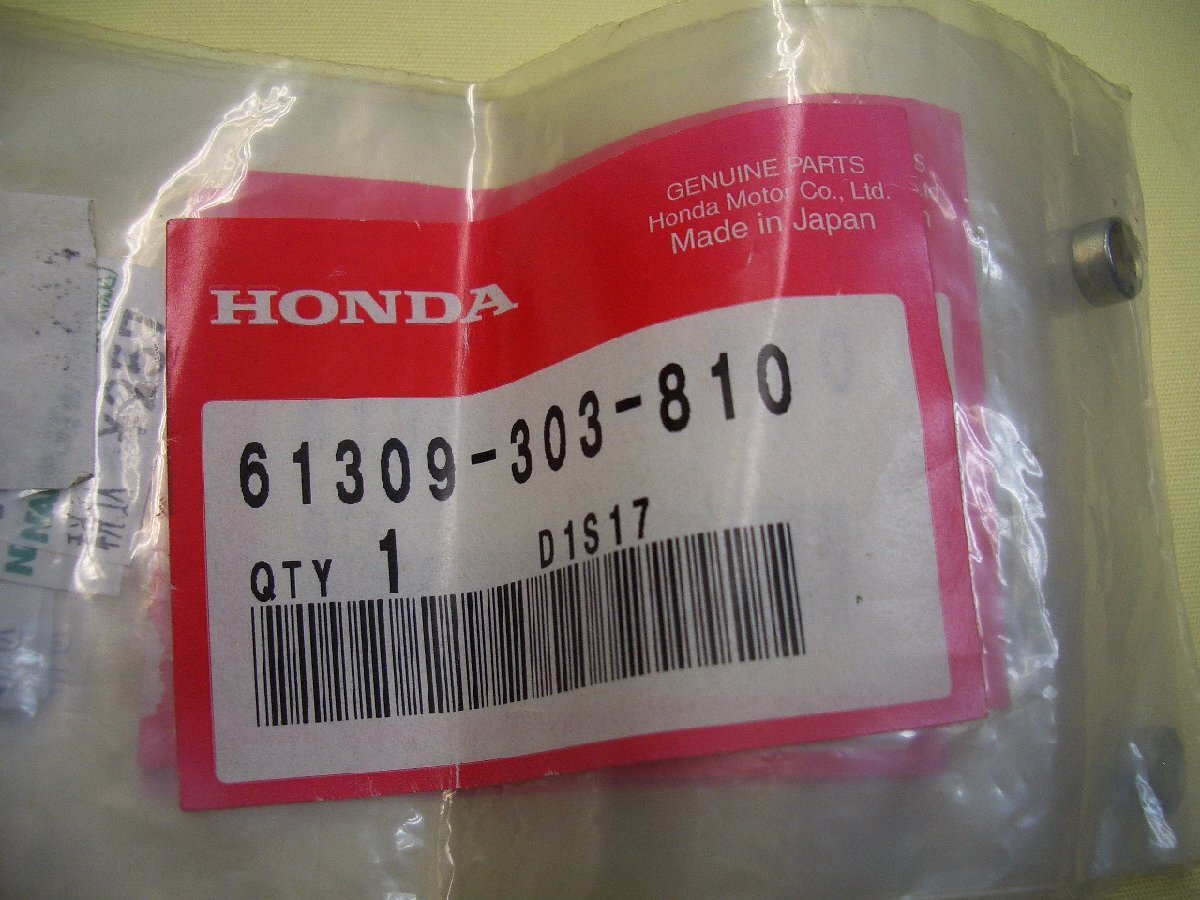 GENUINE PARTS
Honda Motor Co., Ltd.
Made in Japan
HONDA
61309-303-810
QTY 1 D1S17